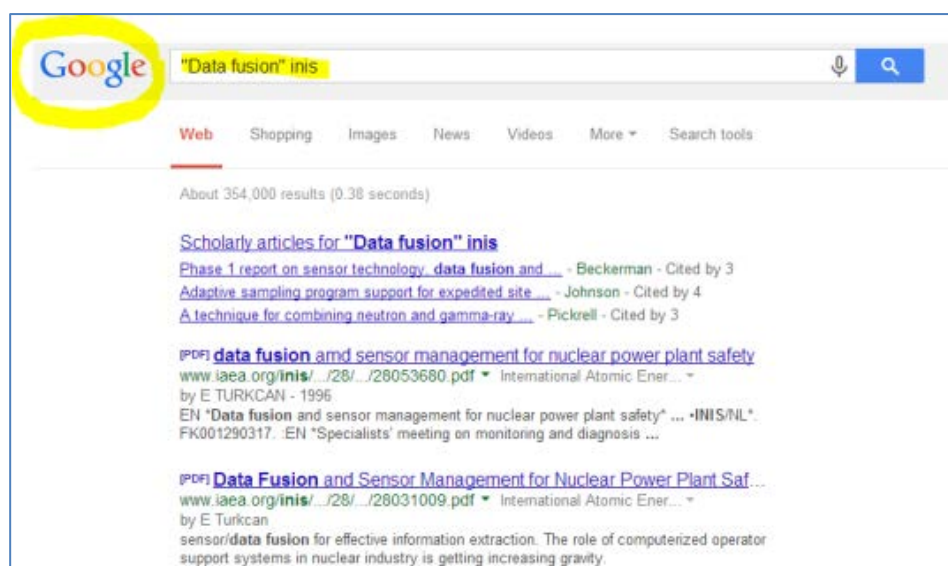 Google "Data fusion" inis
Web Shopping Images News Videos More Search tools
About 354,000 results (0.38 seconds)
Scholarly articles for "Data fusion" inis
Phase 1 report on sensor technology, data fusion and ... - Beckerman - Cited by 3
Adaptive sampling program support for expedited site ... - Johnson - Cited by 4
A technique for combining neutron and gamma-ray ... - Pickrell - Cited by 3
[PDF] data fusion amd sensor management for nuclear power plant safety
www.iaea.org/inis/.../28/.../28053680.pdf International Atomic Ener...
by E TURKCAN - 1996
EN *Data fusion and sensor management for nuclear power plant safety* ... •INIS/NL*.
FK001290317. :EN *Specialists' meeting on monitoring and diagnosis ...
[PDF] Data Fusion and Sensor Management for Nuclear Power Plant Saf...
www.iaea.org/inis/.../28/.../28031009.pdf International Atomic Ener...
by E Turkcan
sensor/data fusion for effective information extraction. The role of computerized operator
support systems in nuclear industry is getting increasing gravity.